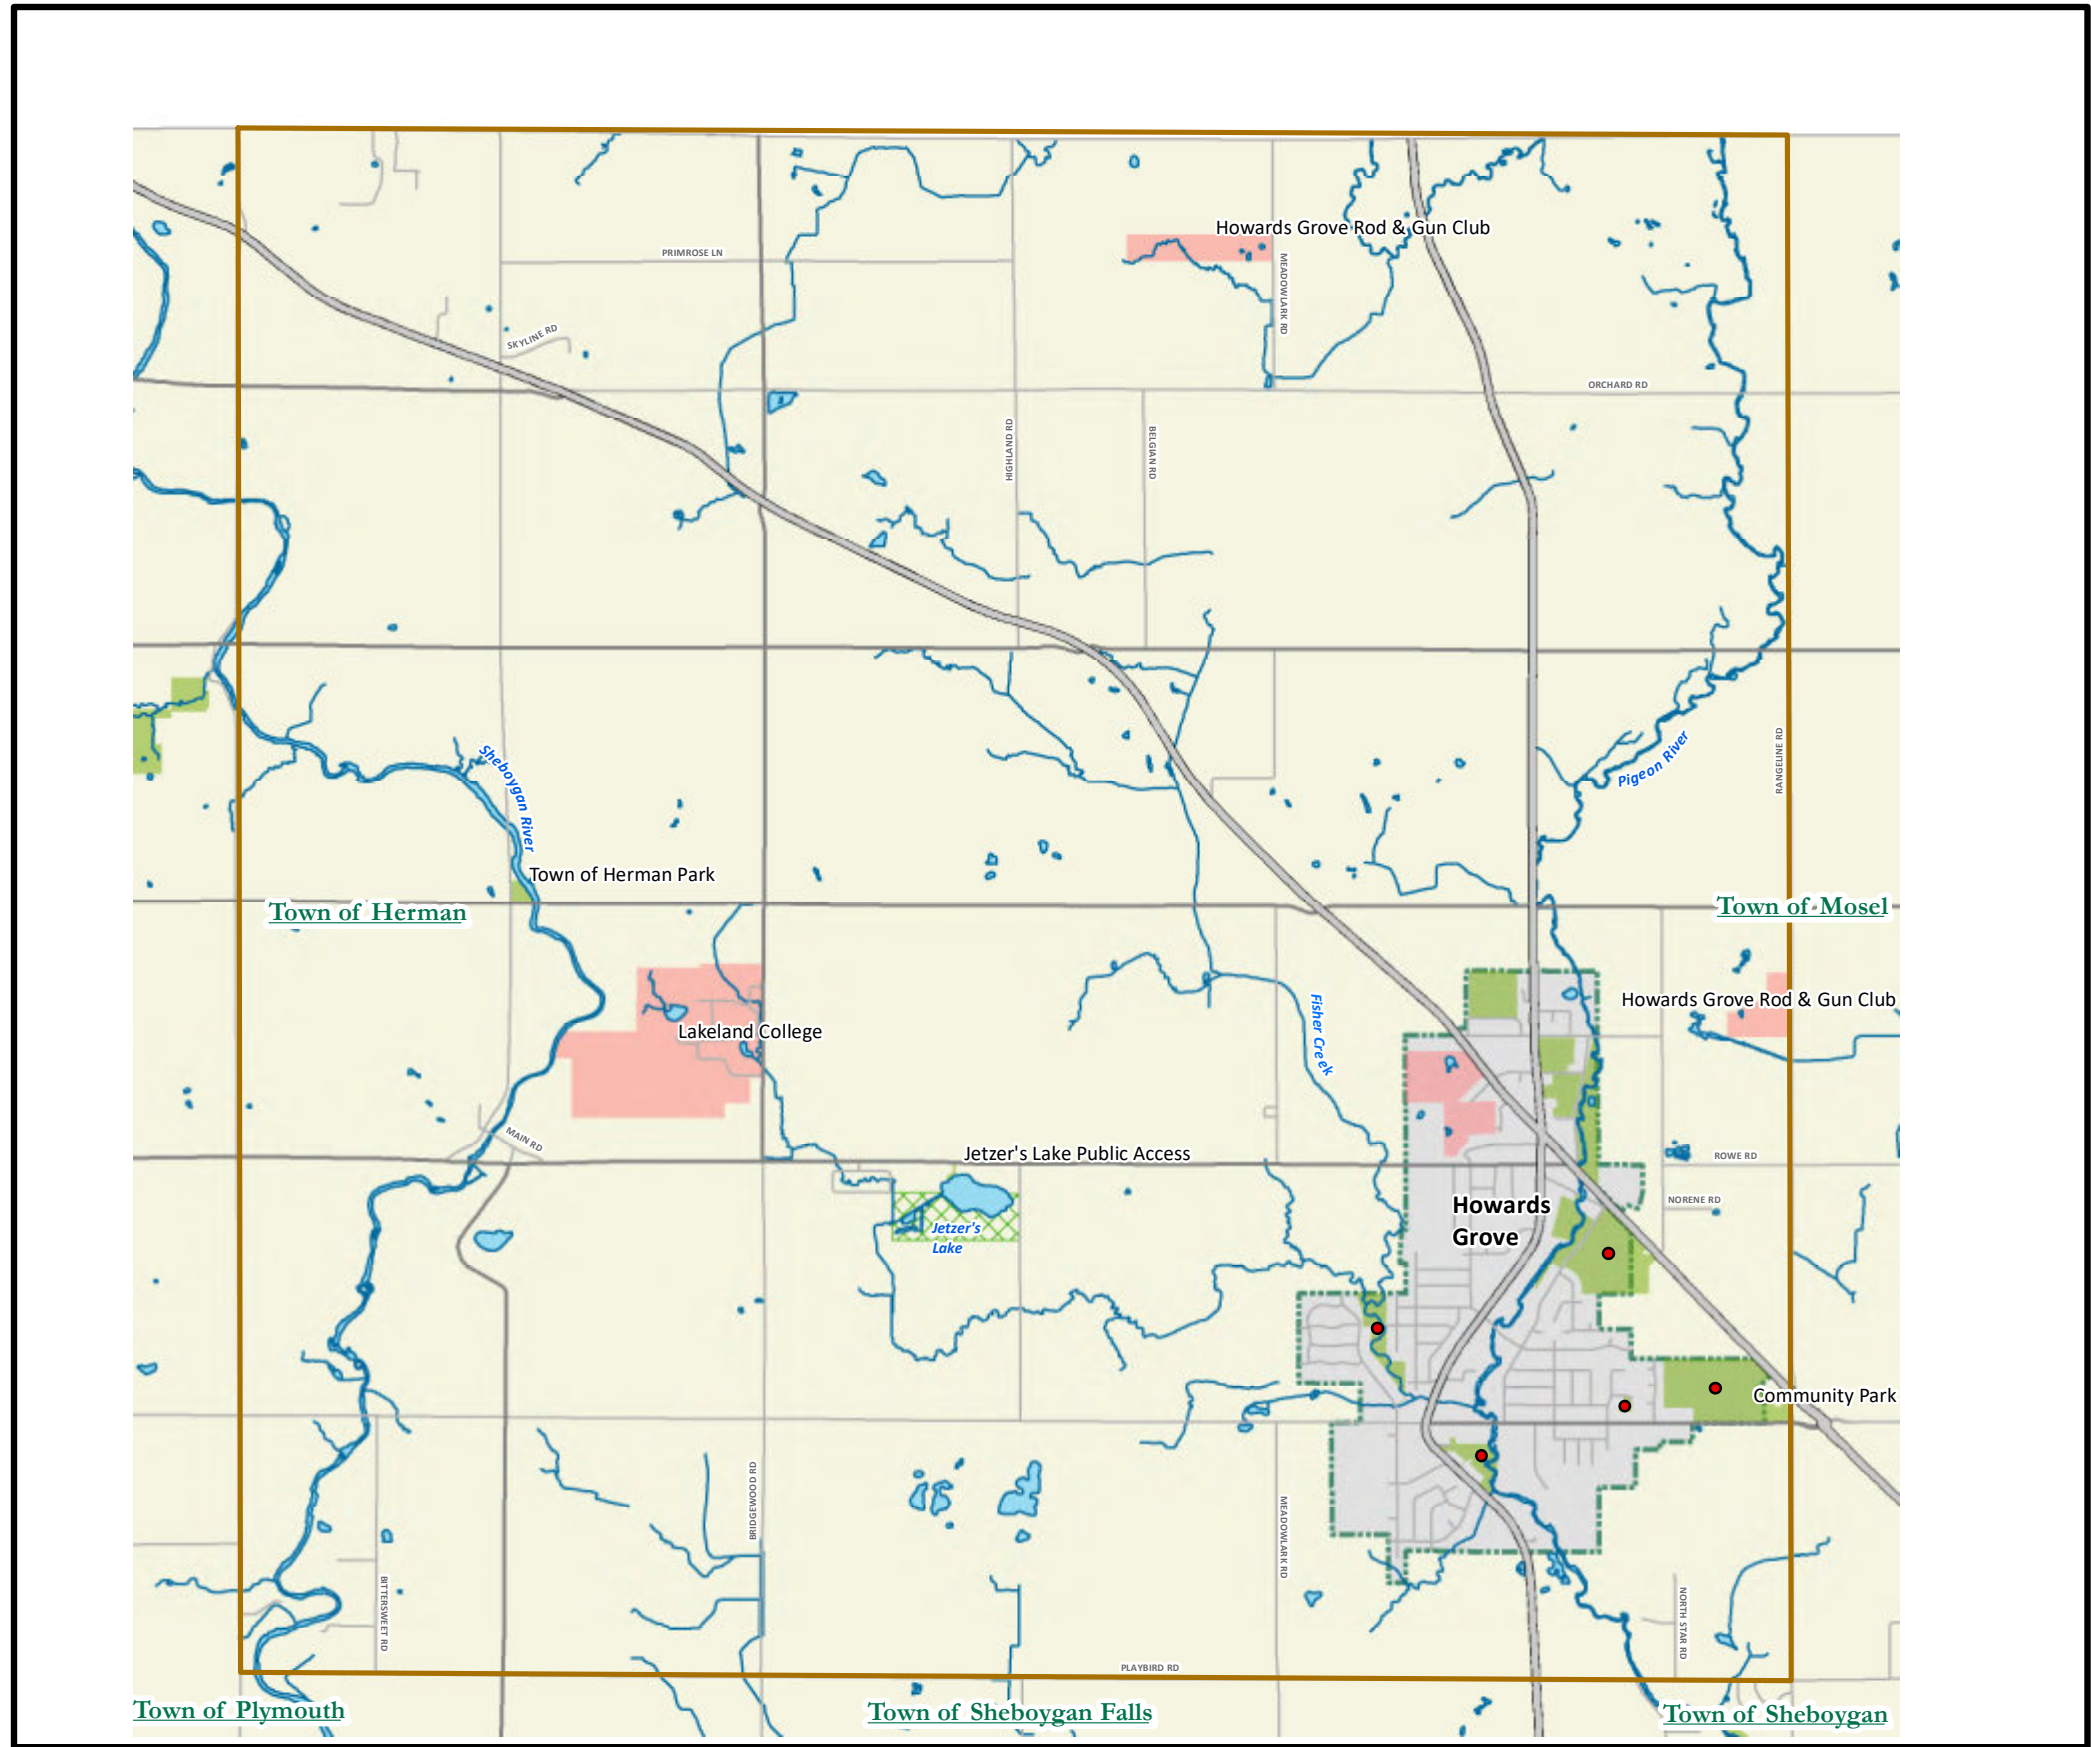 Howards Grove Rod & Gun Club
PRIMROSE LN
MEADOWLARK RD
SKYLINE RD
ORCHARD RD
HIGHLAND RD
BELGIAN RD
Sheboygan River
Pigeon River
RANGELINE RD
Town of Herman Park
Town of Herman
Town of Mosel
Howards Grove Rod & Gun Club
Lakeland College
Fisher Creek
MAIN RD
Jetzer's Lake Public Access
ROWE RD
NORENE RD
Howards
Grove
Jetzer's
Lake
Community Park
BRIDGEWOOD RD
MEADOWLARK RD
BITTERSWEET RD
NORTH STAR RD
PLAYBIRD RD
Town of Plymouth
Town of Sheboygan Falls
Town of Sheboygan